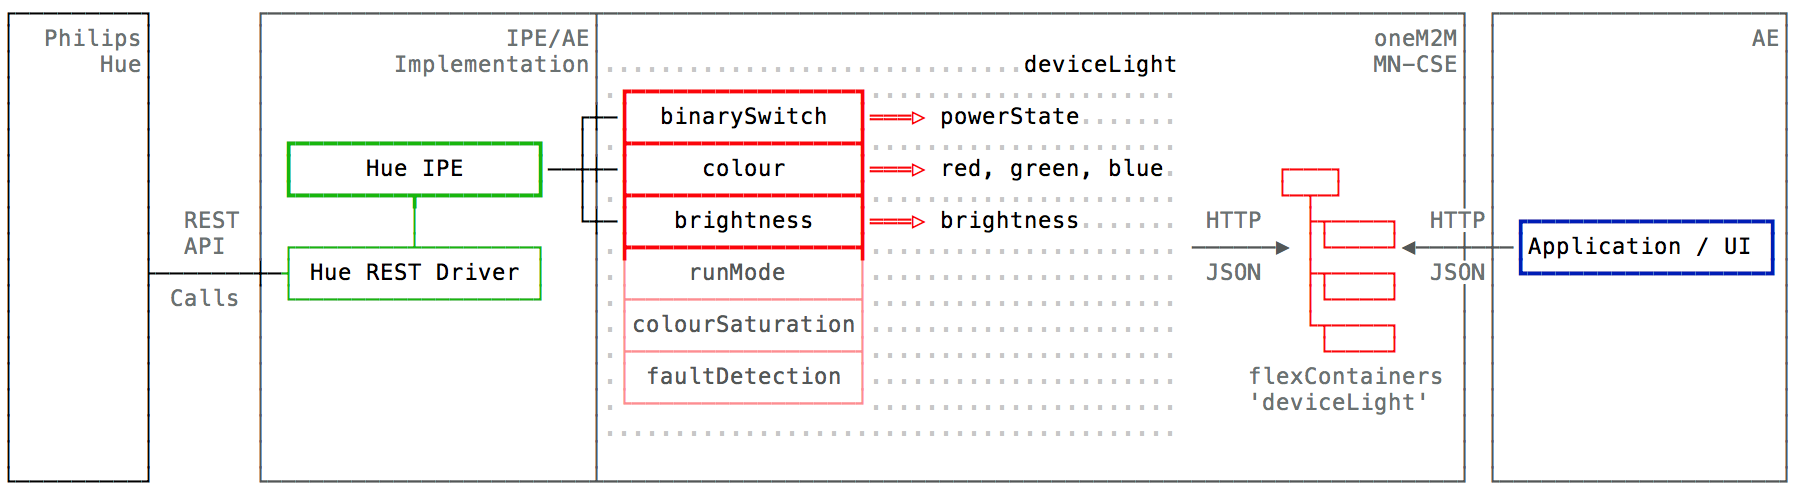 Philips
Hue
REST
API
Calls
IPE/AE
Implementation
Hue IPE
Hue REST Driver
deviceLight
binarySwitch
powerState
colour
red, green, blue
brightness
brightness
runMode
colourSaturation
faultDetection
oneM2M
MN-CSE
HTTP
JSON
flexContainers
'deviceLight'
HTTP
JSON
AE
Application / UI